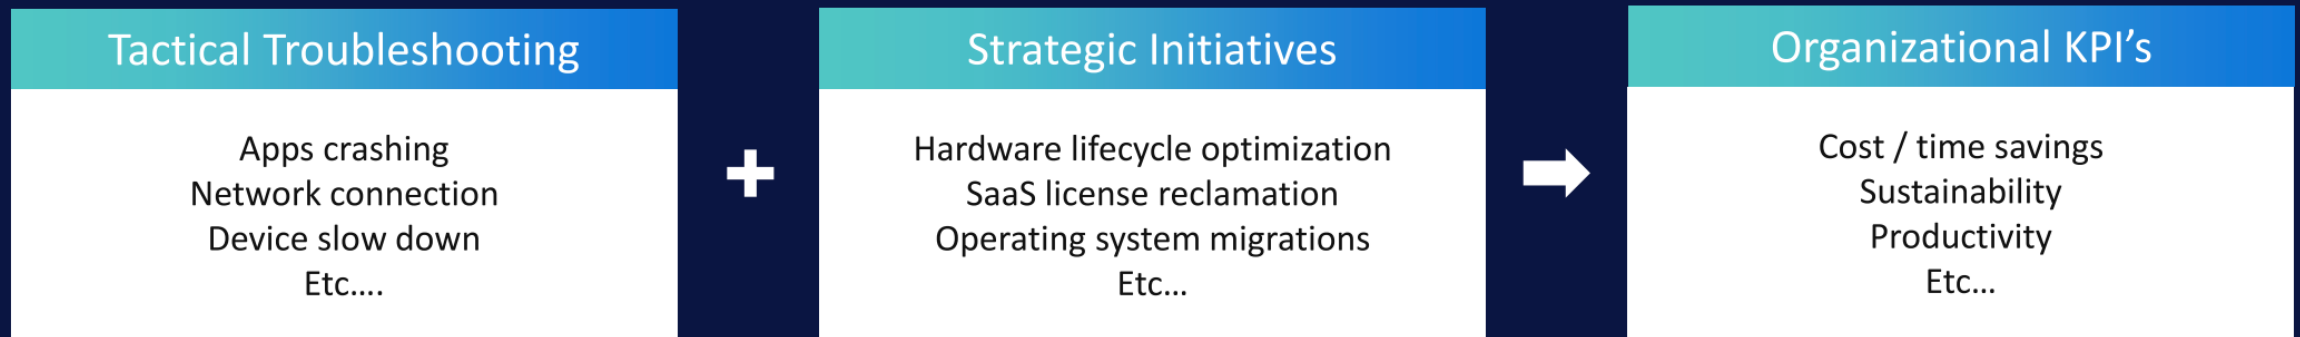 Tactical Troubleshooting
Apps crashing
Network connection
Device slow down
Etc....
Strategic Initiatives
Hardware lifecycle optimization
SaaS license reclamation
Operating system migrations
Etc...
Organizational KPI’s
Cost / time savings
Sustainability
Productivity
Etc...